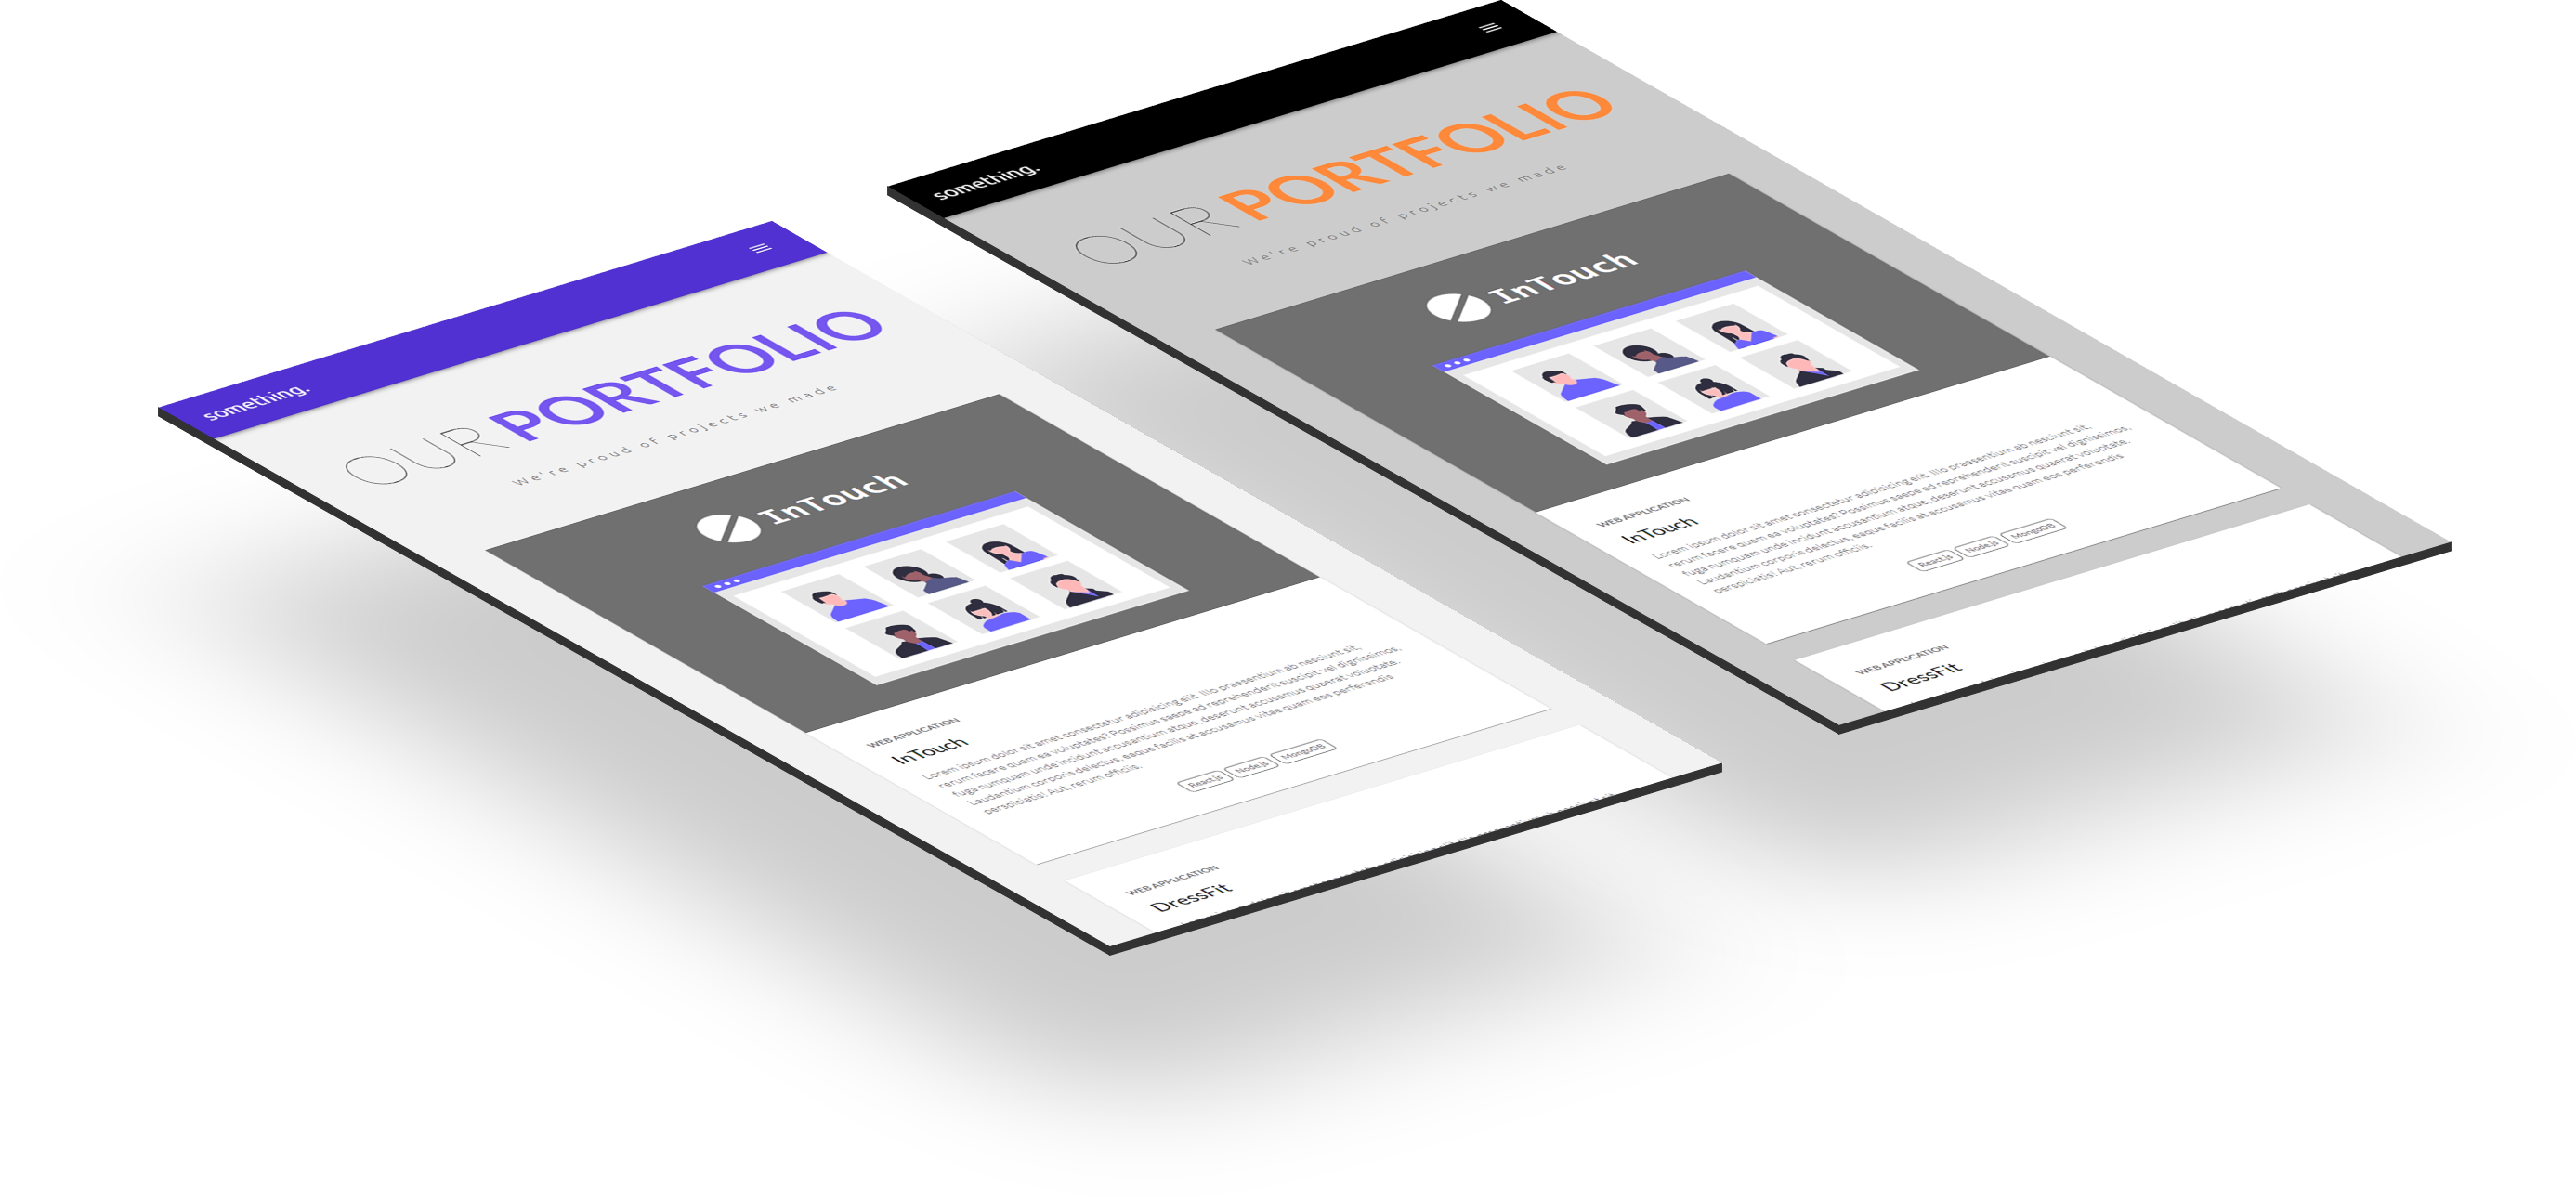 something.
OUR PORTFOLIO
We're proud of projects we made
InTouch
WEB APPLICATION
InTouch
Lorem ipsum dolor sit amet consectetur adipisicing elit. Illo praesentium ab nesciunt sit,
rerum facere quam ea voluptates? Possimus saepe ad reprehenderit suscipit vel dignissimos,
fuga numquam unde incidunt accusantium atque deserunt accusamus quaerat voluptate.
Laudantium corporis delectus, eaque facilis at accusamus vitae quam eos perferendis
perspiciatis! Aut, rerum officiis.
React.js Node.js MongoDB
WEB APPLICATION
DressFit
something.
OUR PORTFOLIO
We're proud of projects we made
InTouch
WEB APPLICATION
InTouch
Lorem ipsum dolor sit amet consectetur adipisicing elit. Illo praesentium ab nesciunt sit,
rerum facere quam ea voluptates? Possimus saepe ad reprehenderit suscipit vel dignissimos,
fuga numquam unde incidunt accusantium atque deserunt accusamus quaerat voluptate.
Laudantium corporis delectus, eaque facilis at accusamus vitae quam eos perferendis
perspiciatis! Aut, rerum officiis.
React.js Node.js MongoDB
WEB APPLICATION
DressFit